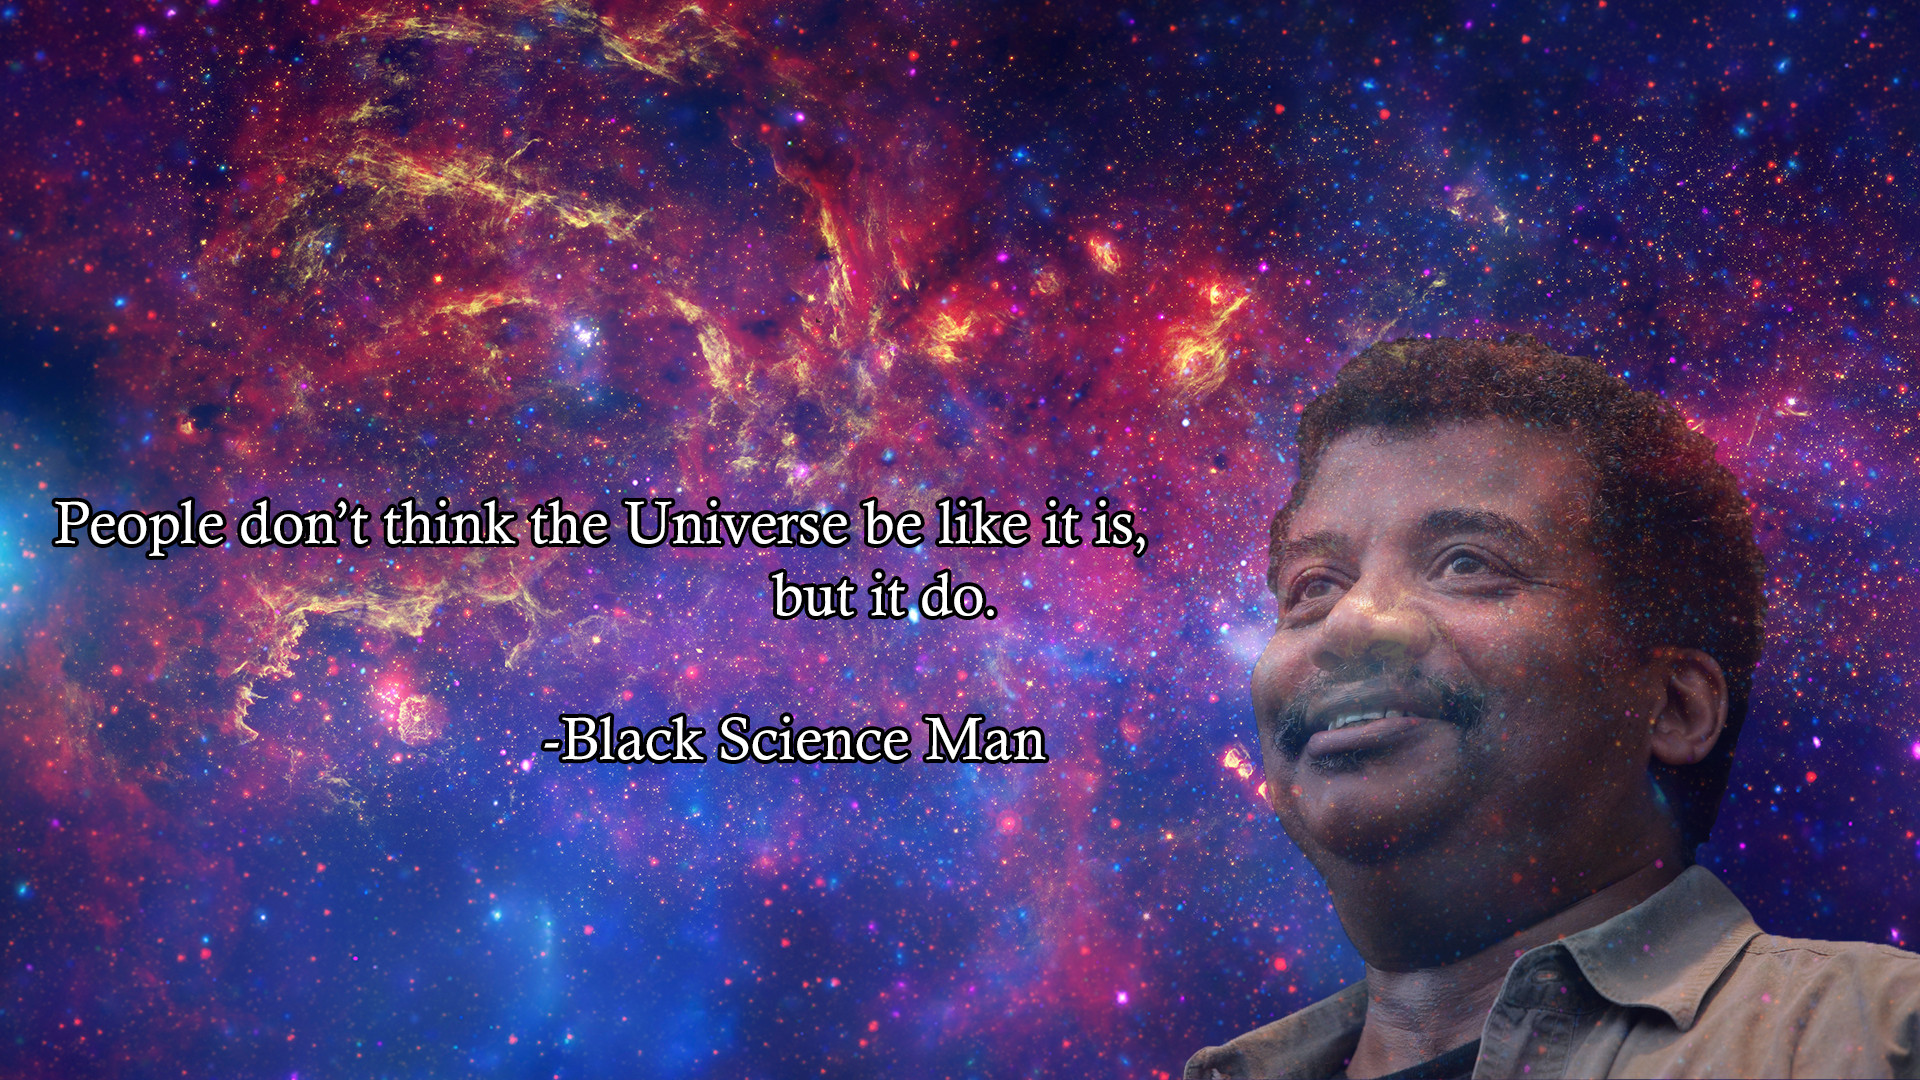 People don’t think the Universe be like it is,
but it do.
-Black Science Man